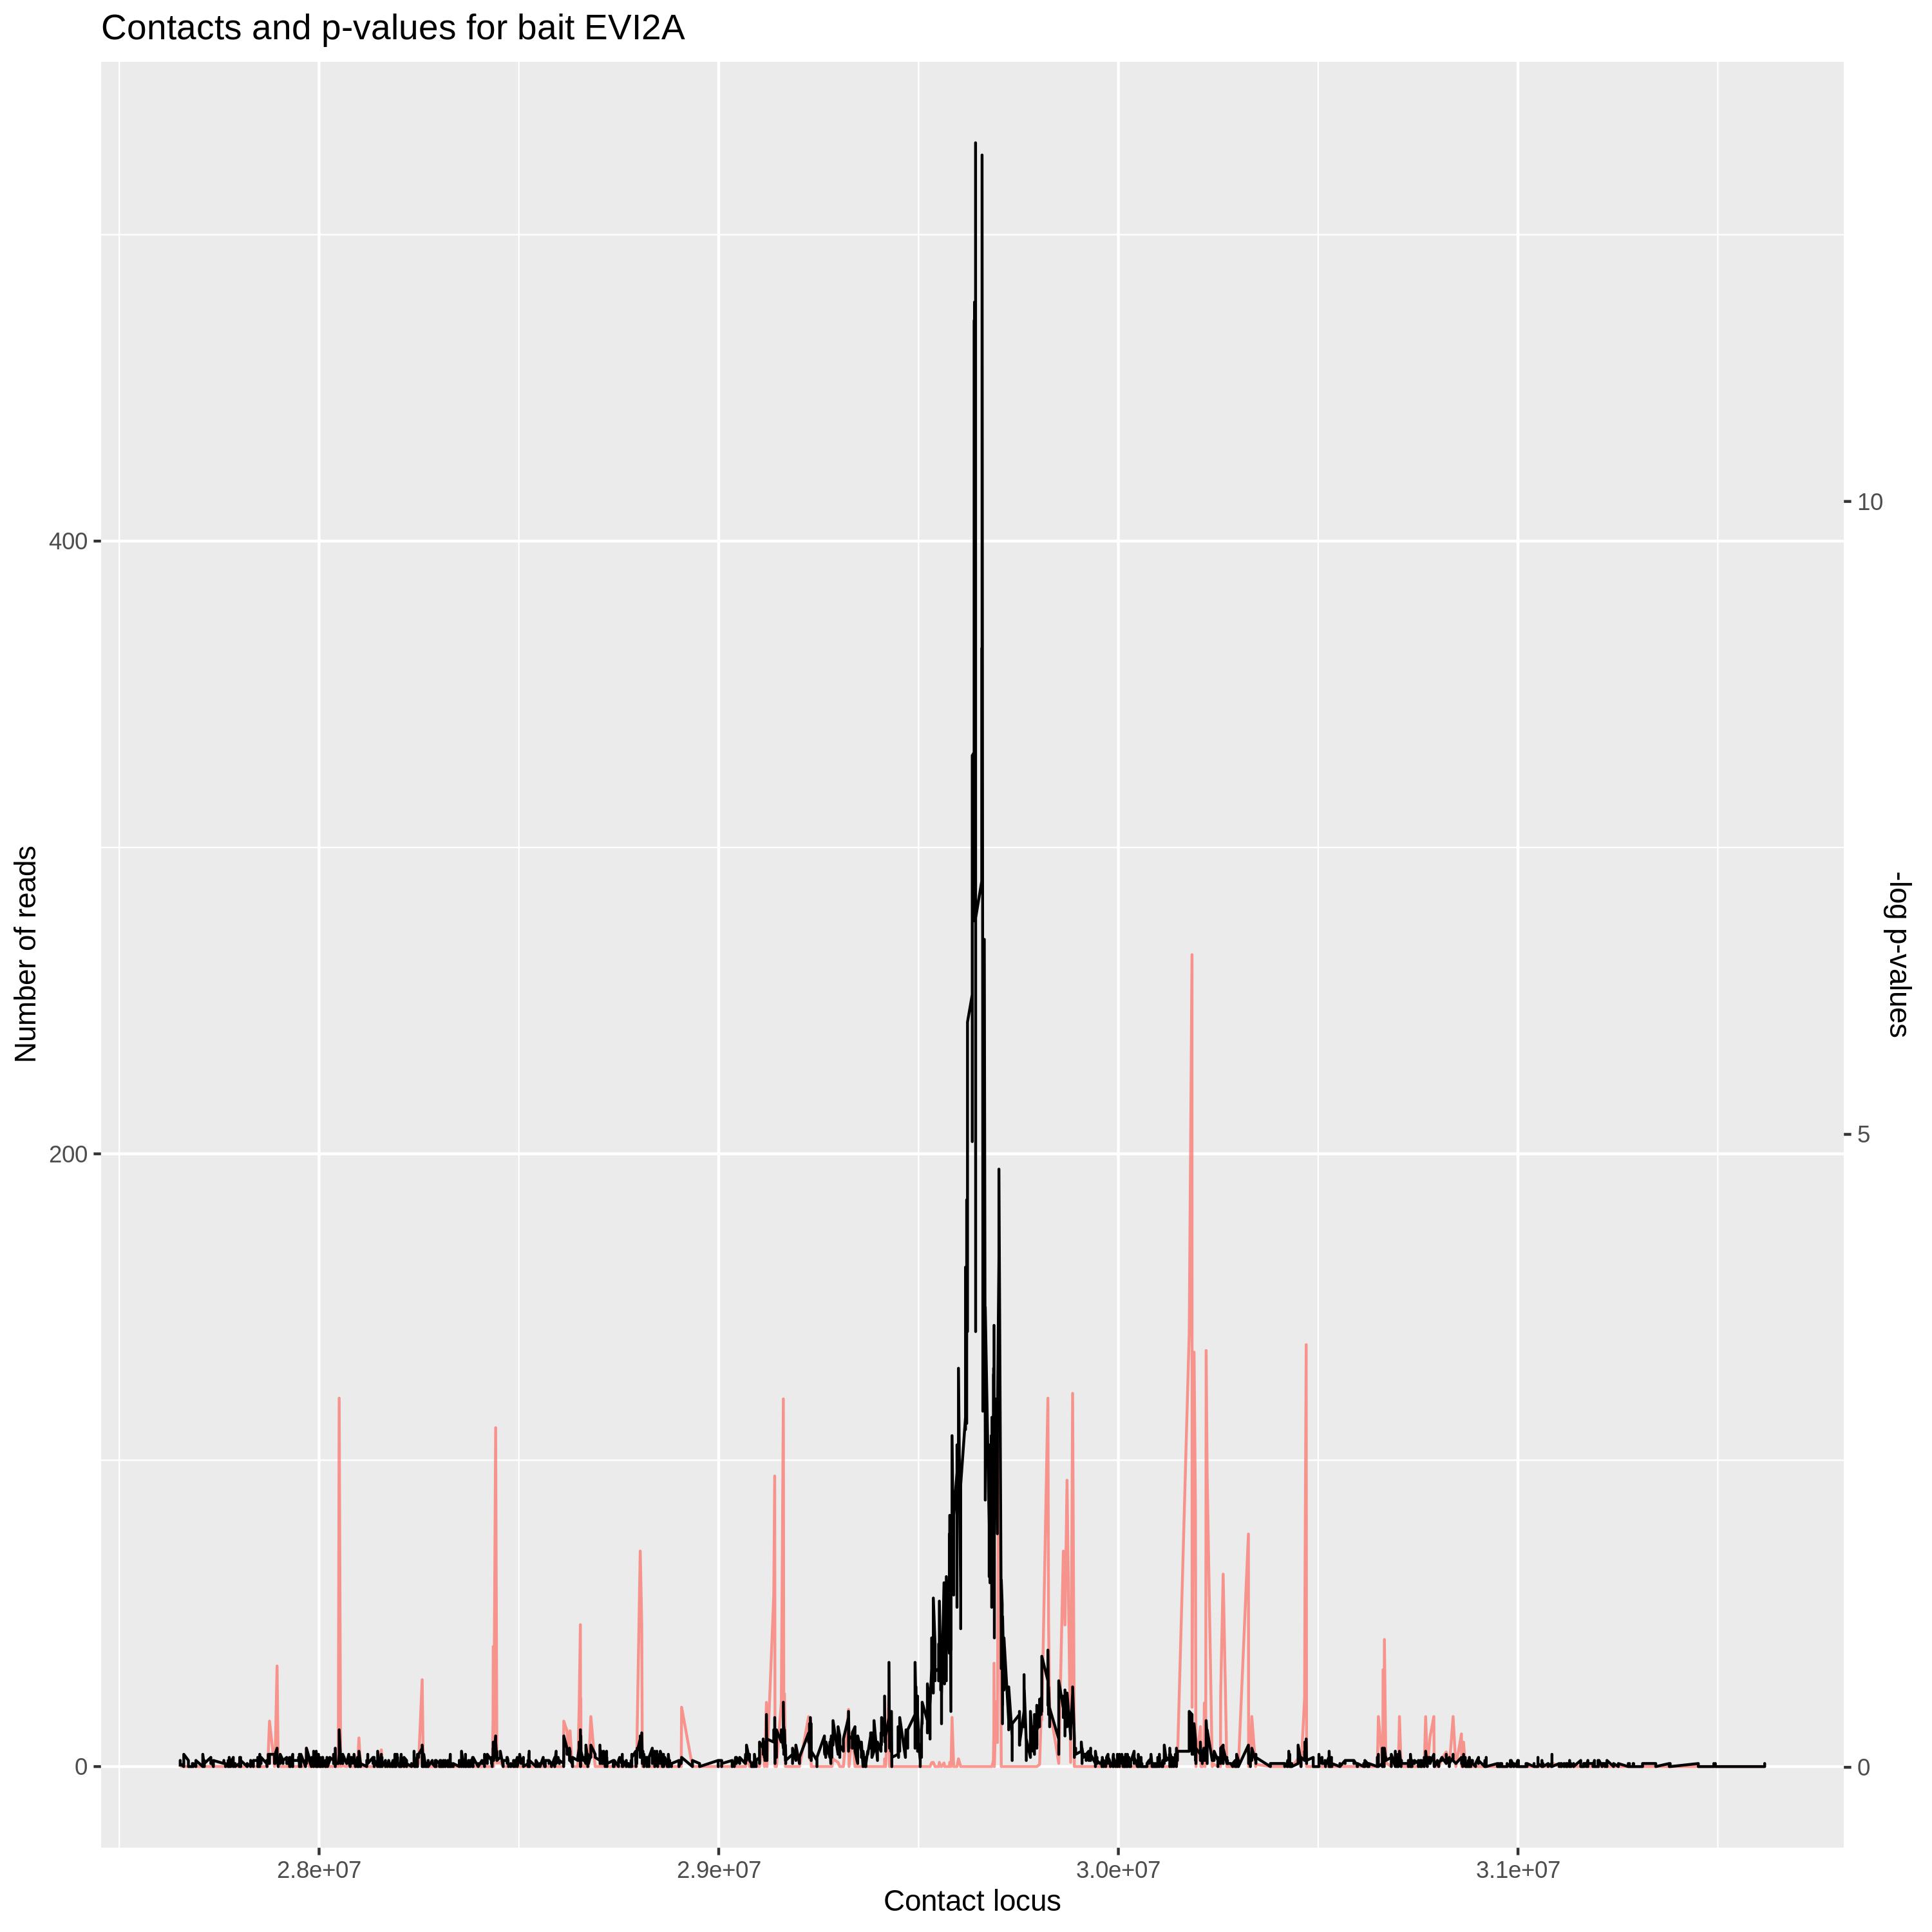 Contacts and p-values for bait EVI2A
Number of reads
400
200
0
10
5
0
-log p-values
2.8e+07
2.9e+07
3.0e+07
3.1e+07
Contact locus